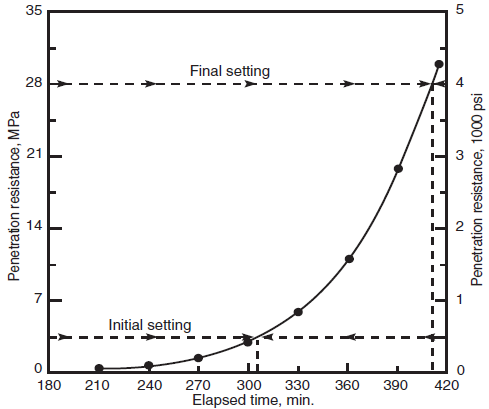 35
28
21
14
7
0
Penetration resistance, MPa
5
4
3
2
1
0
Penetration resistance, 1000 psi
Final setting
Initial setting
180 210 240 270 300 330 360 390 420
Elapsed time, min.